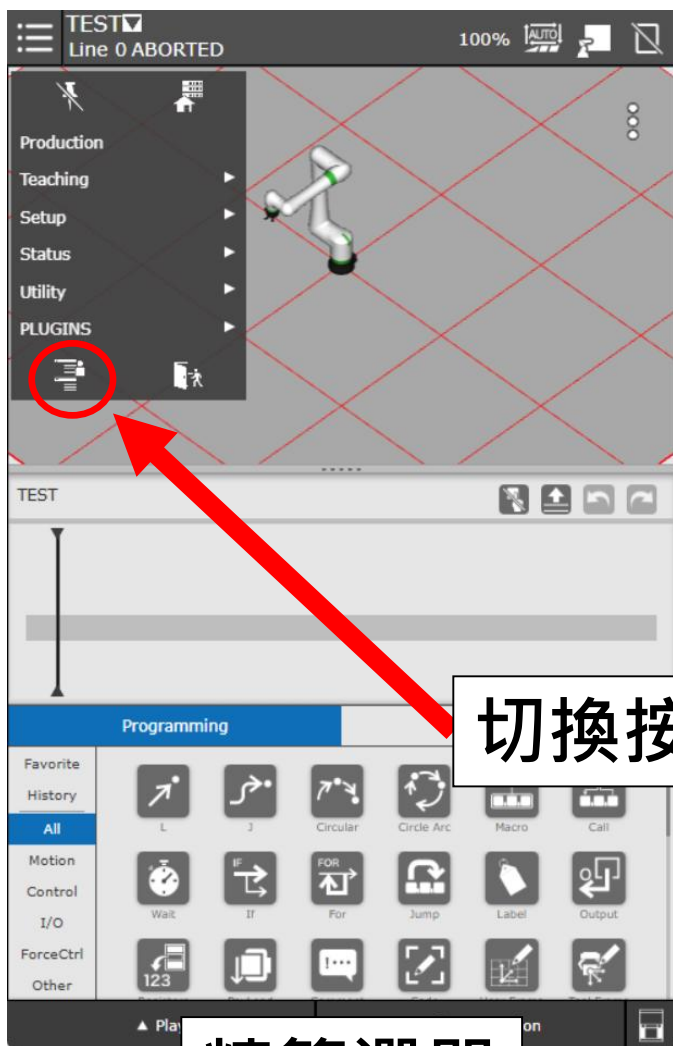 TEST
Line 0 ABORTED
100%
AUTO
Production
Teaching
Setup
Status
Utility
PLUGINS
TEST
切換按
Programming
Favorite
History
All
Motion
Control
I/O
ForceCtrl
Other
L
J
Circular
Circle Arc
Macro
Call
IF
FOR
Wait
If
For
Jump
Label
Output
123
▲ Play
on